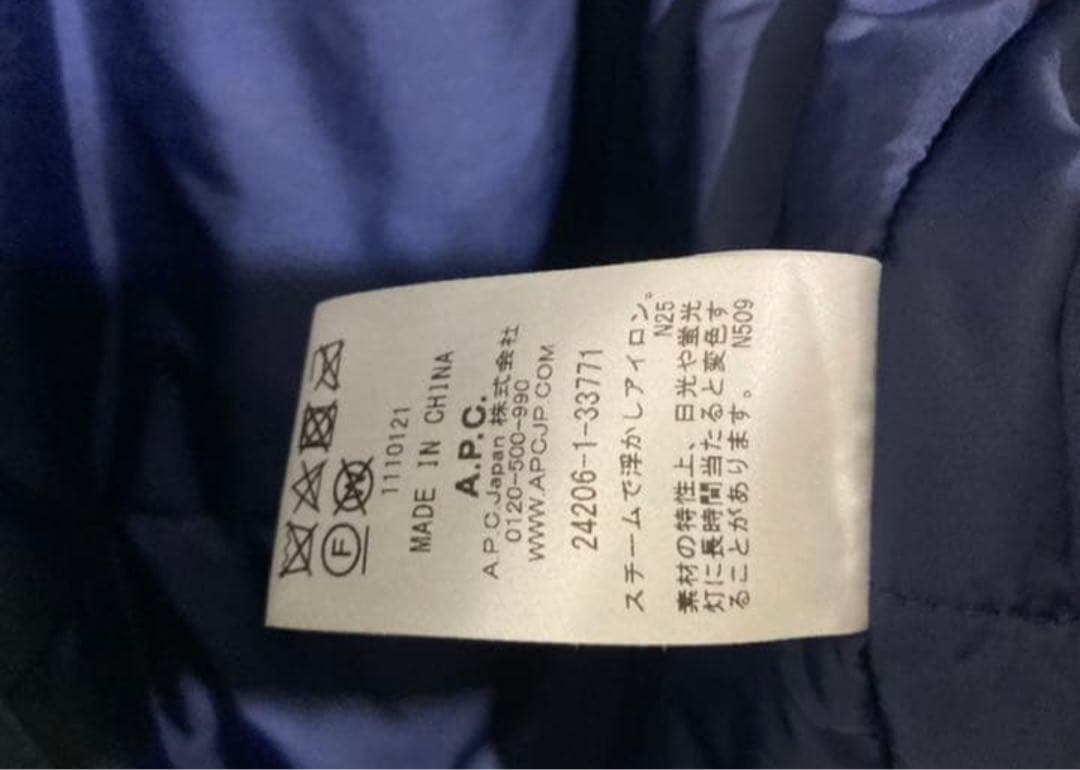 F W
1110121
MADE IN CHINA
A.P.C.
A.P.C.Japan 株式会社
0120-500-990
WWW.APCJP.COM
24206-1-33771
スチームで浮かしアイロン。
N25
素材の特性上、日光や蛍光
灯に長時間当たると変色す
ることがあります。 N509